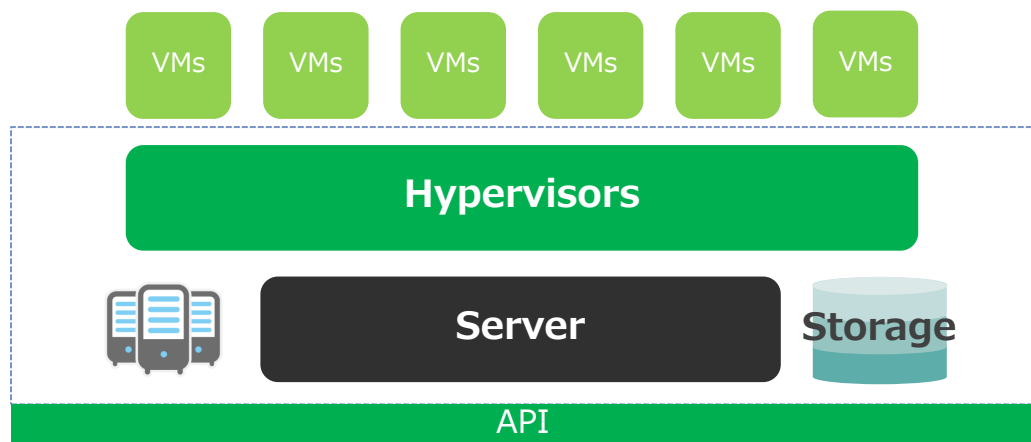 VMs VMs VMs VMs VMs VMs
Hypervisors
Server Storage
API